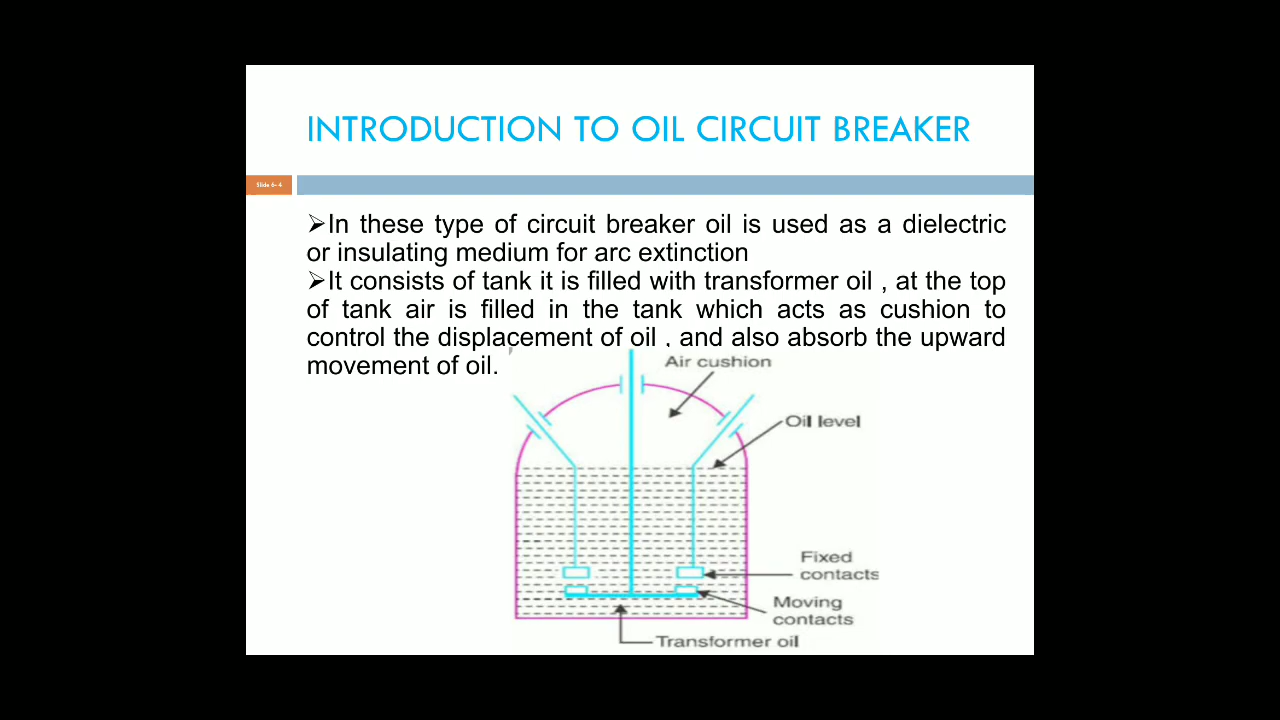 INTRODUCTION TO OIL CIRCUIT BREAKER
Slide 6- 4
➢In these type of circuit breaker oil is used as a dielectric
or insulating medium for arc extinction
➢It consists of tank it is filled with transformer oil , at the top
of tank air is filled in the tank which acts as cushion to
control the displacement of oil , and also absorb the upward
movement of oil.
Air cushion
Oil level
Fixed
contacts
Moving
contacts
Transformer oil